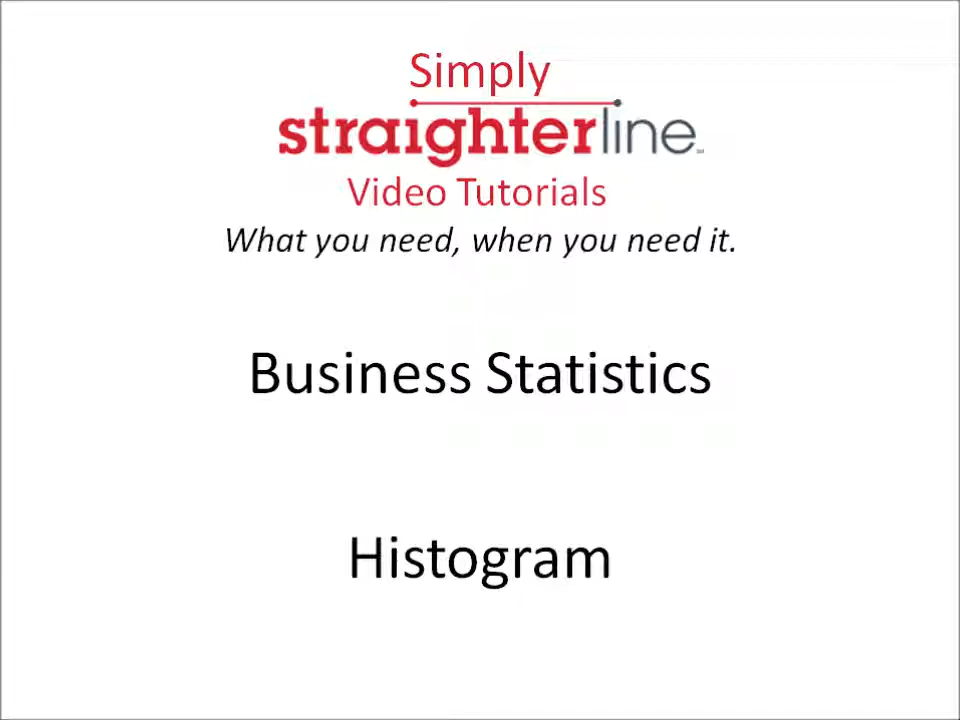 Simply
straighterline
Video Tutorials
What you need, when you need it.
Business Statistics
Histogram